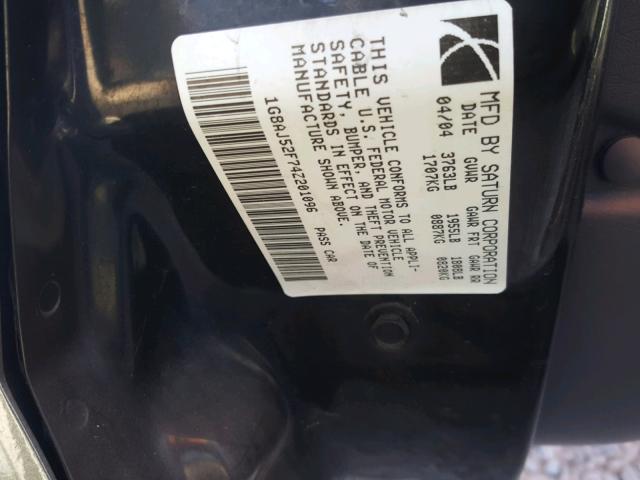 MFD BY SATURN CORPORATION
DATE GVWR GAWR FRT GAWR RR
04/04 3763LB 1955LB 1808LB
1707KG 0887KG 0820KG
THIS VEHICLE CONFORMS TO ALL APPLI-
CABLE U.S. FEDERAL MOTOR VEHICLE
SAFETY, BUMPER, AND THEFT PREVENTION
STANDARDS IN EFFECT ON THE DATE OF
MANUFACTURE SHOWN ABOVE.
1G8AJ52F74Z201096 PASS CAR